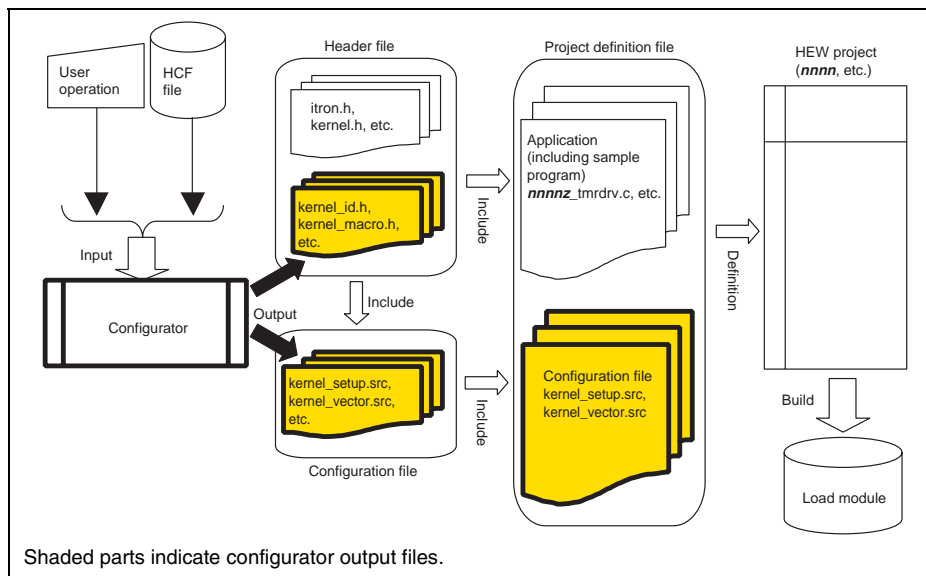 User
operation
HCF
file
Input
Configurator
Output
Header file
itron.h,
kernel.h, etc.
kernel_id.h,
kernel_macro.h,
etc.
Include
kernel_setup.src,
kernel_vector.src,
etc.
Configuration file
Include
Include
Project definition file
Application
(including sample
program)
nnnnz_tmrdrv.c, etc.
Configuration file
kernel_setup.src,
kernel_vector.src
Definition
HEW project
(nnnn, etc.)
Build
Load module
Shaded parts indicate configurator output files.